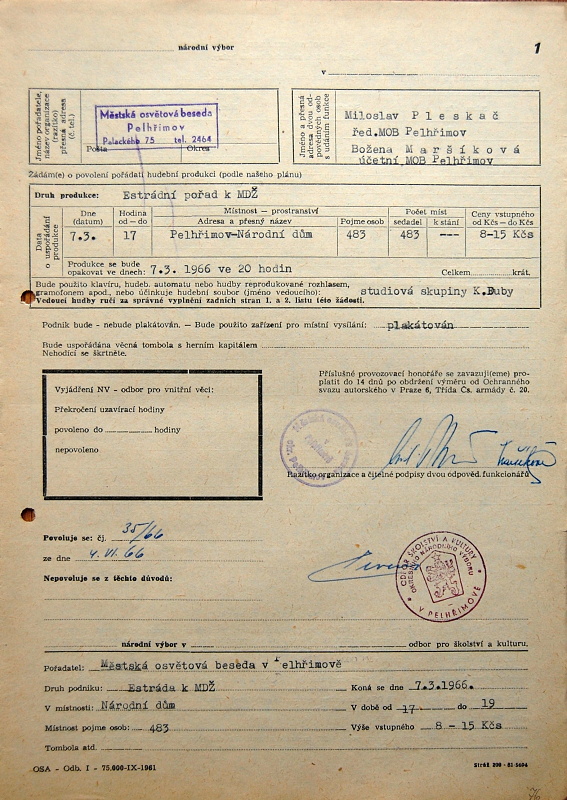 národní výbor
1
v
Jméno pořadatele, název organizace (razítko) přesná adresa (č. tel.)
Městská osvětová beseda
Pelhřimov
Palackého 75 tel. 2464
Pošta Okres
Jméno a přesná adresa dvou odpovědných osob s udáním funkce
Miloslav Pleskač
řed.MOB Pelhřimov
Božena Maršíková
účetní MOB Pelhřimov
Žádám(e) o povolení pořádati hudební produkci (podle našeho plánu)
Druh produkce: Estrádní pořad k MDŽ
Data o uspořádání produkce
Dne (datum) Hodina od – do Místnost – prostranství Adresa a přesný název Pojme osob Počet míst sedadel k stání Ceny vstupného od Kčs – do Kčs
7.3. 17 Pelhřimov-Národní dům 483 483 --- 8-15 Kčs
Produkce se bude opakovat ve dnech: 7.3. 1966 ve 20 hodin Celkem krát.
Bude použito klavíru, hudeb. automatu nebo hudby reprodukované rozhlasem,
gramofonem apod., nebo účinkuje hudební soubor (jméno vedoucího): studiová skupiny K.Buby
Vedoucí hudby ručí za správné vyplnění zadních stran 1. a 2. listu této žádosti.
Podnik bude - nebude plakátován. — Bude použito zařízení pro místní vysílání: plakátován
Bude uspořádána věcná tombola s herním kapitálem
Nehodící se škrtněte.
Vyjádření NV - odbor pro vnitřní věci:
Překročení uzavírací hodiny
povoleno do hodiny
nepovoleno
Příslušné provozovací honoráře se zavazuji(eme) pro-
platit do 14 dnů po obdržení výměru od Ochranného
svazu autorského v Praze 6, Třída Čs. armády č. 20.
Razítko organizace a čitelné podpisy dvou odpověd. funkcionářů
Povoluje se: čj. 35/66
ze dne
Nepovoluje se z těchto důvodů:
ODBOR ŠKOLSTVÍ A KULTURY
OKRESNÍHO NÁRODNÍHO VÝBORU
V PELHŘIMOVĚ
národní výbor v odbor pro školství a kulturu,
Pořadatel: Městská osvětová beseda v Pelhřimově
Druh podniku: Estráda k MDŽ Koná se dne 7.3.1966.
V místnosti: Národní dům V době od 17 do 19
Místnost pojme osob: 483 Výše vstupného 8 - 15 Kčs
Tombola atd.
OSA - Odb. I - 75.000-IX-1961